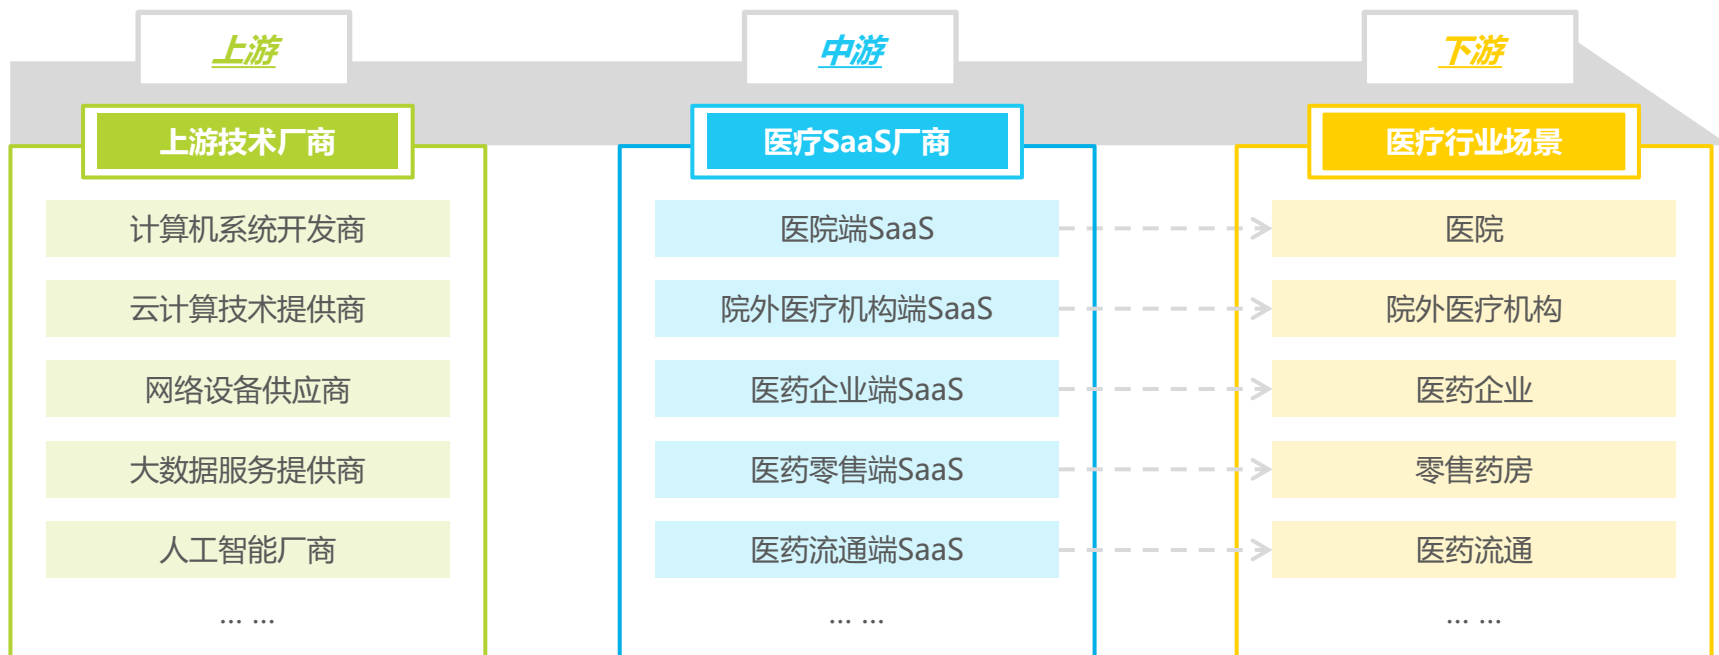 上游
中游
下游
上游技术厂商
医疗SaaS厂商
医疗行业场景
计算机系统开发商
医院端SaaS
医院
云计算技术提供商
院外医疗机构端SaaS
院外医疗机构
网络设备供应商
医药企业端SaaS
医药企业
大数据服务提供商
医药零售端SaaS
零售药房
人工智能厂商
医药流通端SaaS
医药流通
... ...
... ...
... ...